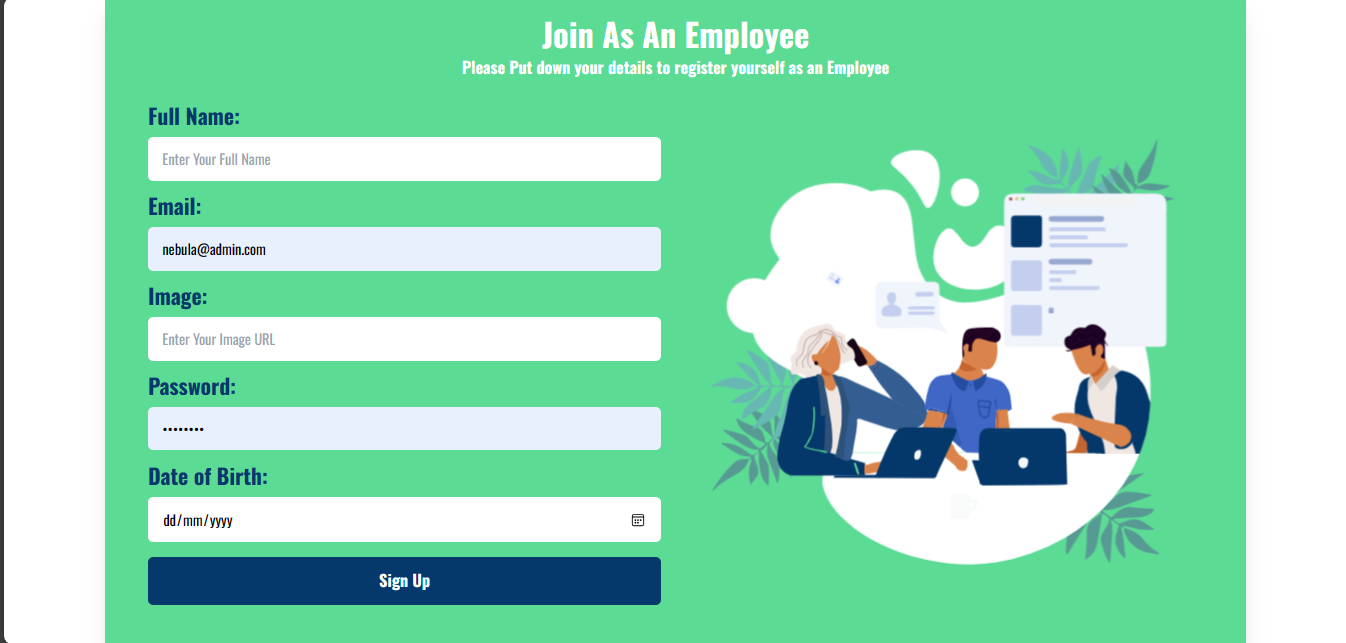 Join As An Employee
Please Put down your details to register yourself as an Employee
Full Name:
Enter Your Full Name
Email:
nebula@admin.com
Image:
Enter Your Image URL
Password:
••••••••
Date of Birth:
dd/mm/yyyy
Sign Up